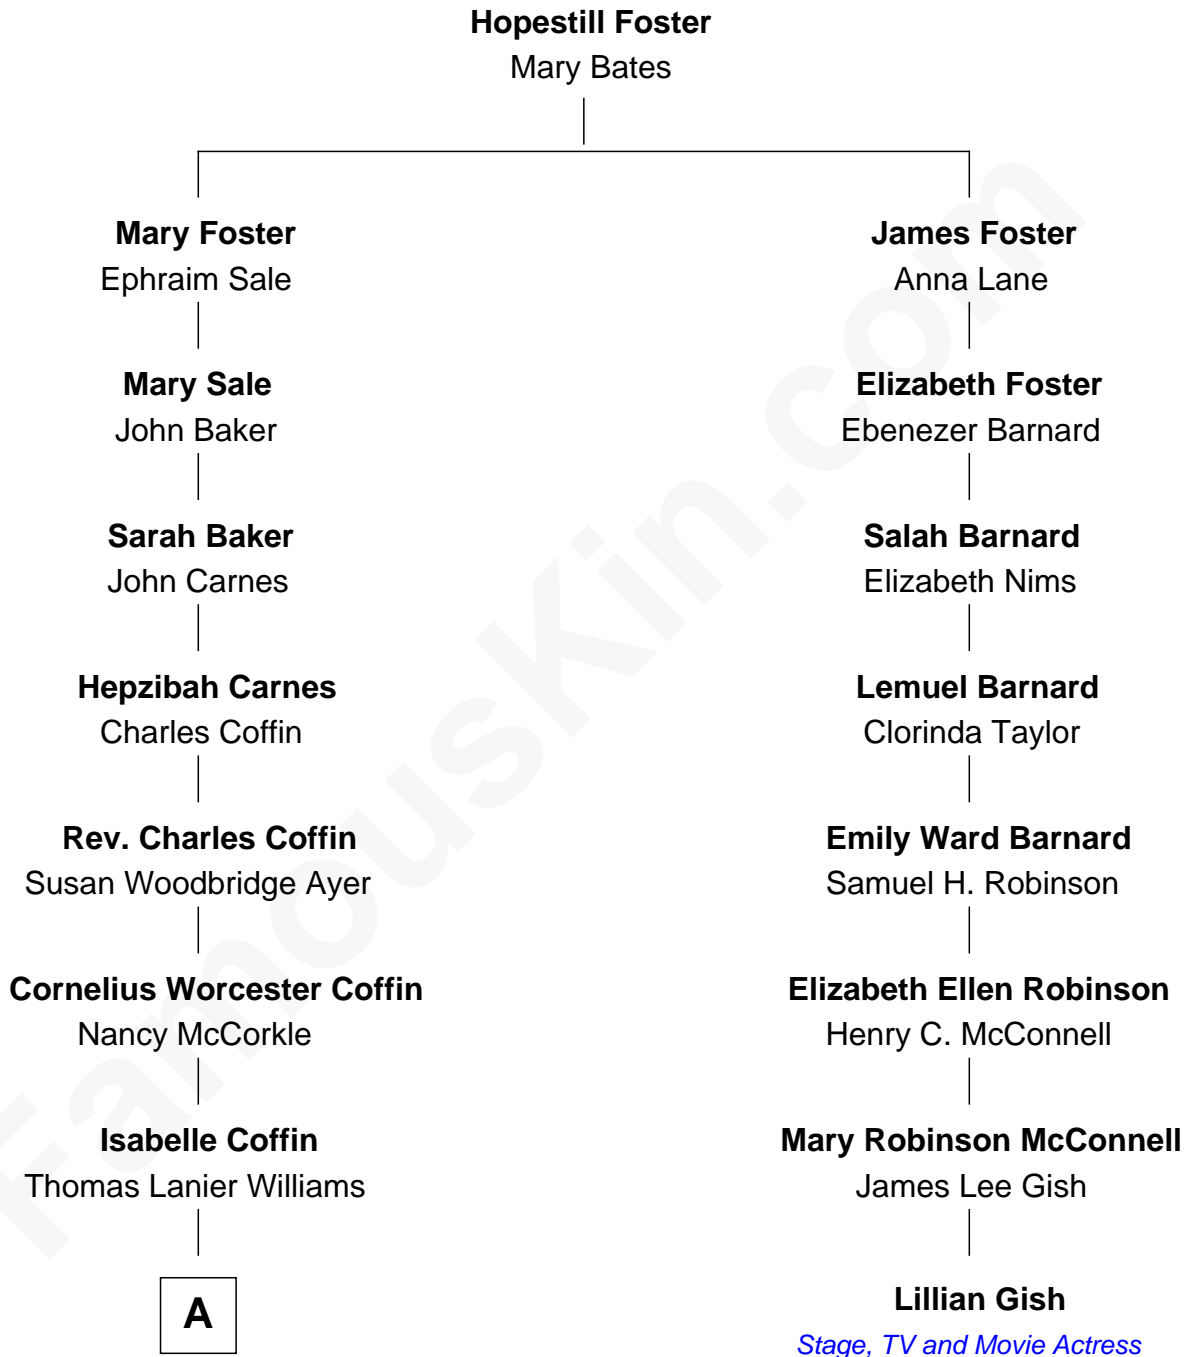 Hopestill Foster
Mary Bates
Mary Foster
Ephraim Sale
James Foster
Anna Lane
Mary Sale
John Baker
Elizabeth Foster
Ebenezer Barnard
Sarah Baker
John Carnes
Salah Barnard
Elizabeth Nims
Hepzibah Carnes
Charles Coffin
Lemuel Barnard
Clorinda Taylor
Rev. Charles Coffin
Susan Woodbridge Ayer
Emily Ward Barnard
Samuel H. Robinson
Cornelius Worcester Coffin
Nancy McCorkle
Elizabeth Ellen Robinson
Henry C. McConnell
Isabelle Coffin
Thomas Lanier Williams
Mary Robinson McConnell
James Lee Gish
A
Lillian Gish
Stage, TV and Movie Actress
FamousKin.com